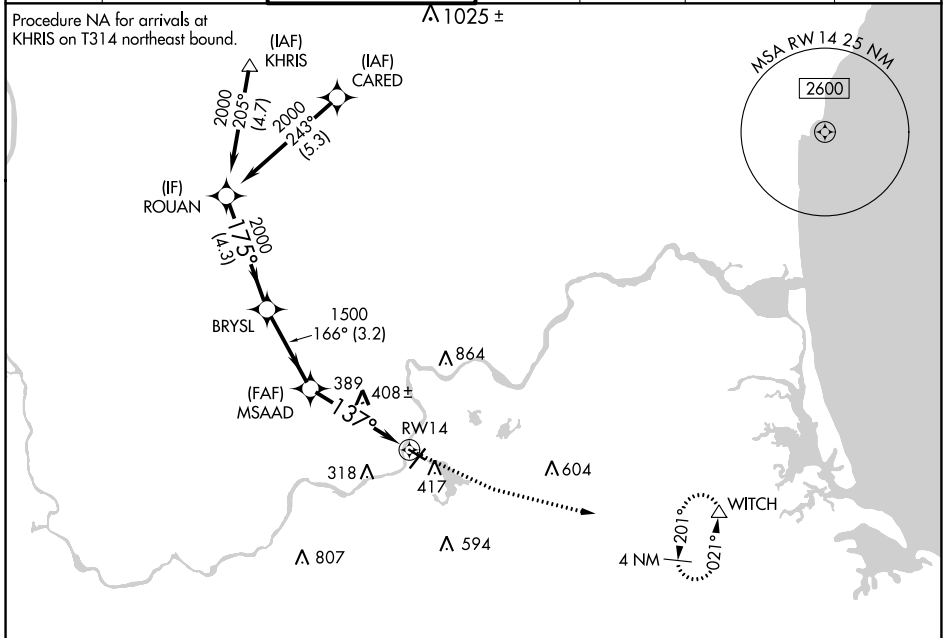 Procedure NA for arrivals at
KHRIS on T314 northeast bound.
1025 ±
(IAF)
KHRIS
(IAF)
CARED
MSA RW 14 25 NM
2600
2000
205°
(4.7)
2000
243°
(5.3)
(IF)
ROUAN
2000
175°
(4.3)
BRYSL
1500
166° (3.2)
864
(FAF)
MSAAD
389
408 ±
137°
RW14
318
417
604
WITCH
201°
021°
4 NM
807
594